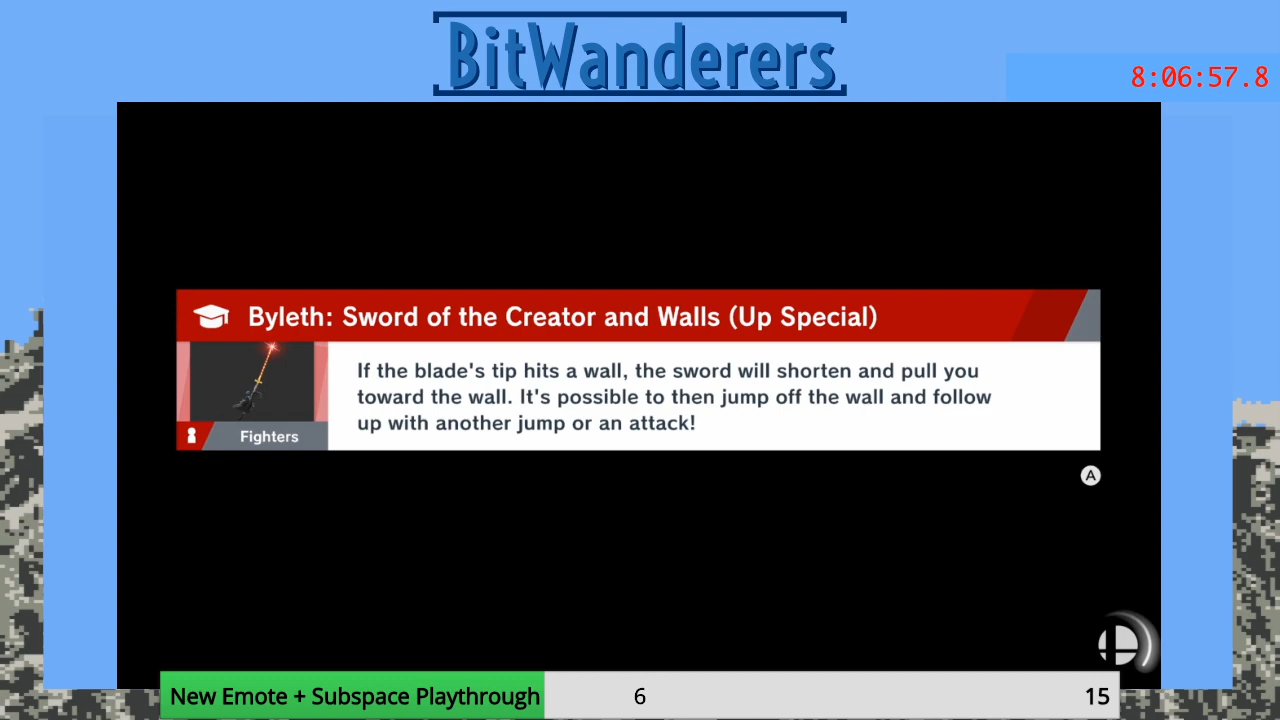 BitWanderers
8:06:57.8
Byleth: Sword of the Creator and Walls (Up Special)
If the blade's tip hits a wall, the sword will shorten and pull you
toward the wall. It's possible to then jump off the wall and follow
up with another jump or an attack!
Fighters
A
New Emote + Subspace Playthrough
6
15